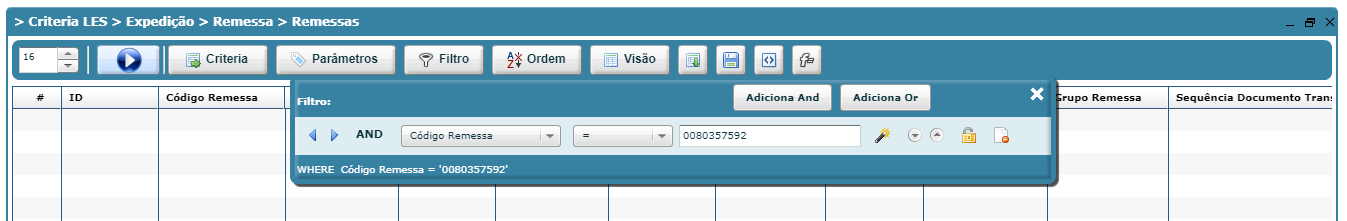 > Criteria LES > Expedição > Remessa > Remessas
16 Criteria Parâmetros Filtro Ordem Visão
# ID Código Remessa Grupo Remessa Sequência Documento Trans
Filtro: Adiciona And Adiciona Or
AND Código Remessa = 0080357592
WHERE Código Remessa = '0080357592'